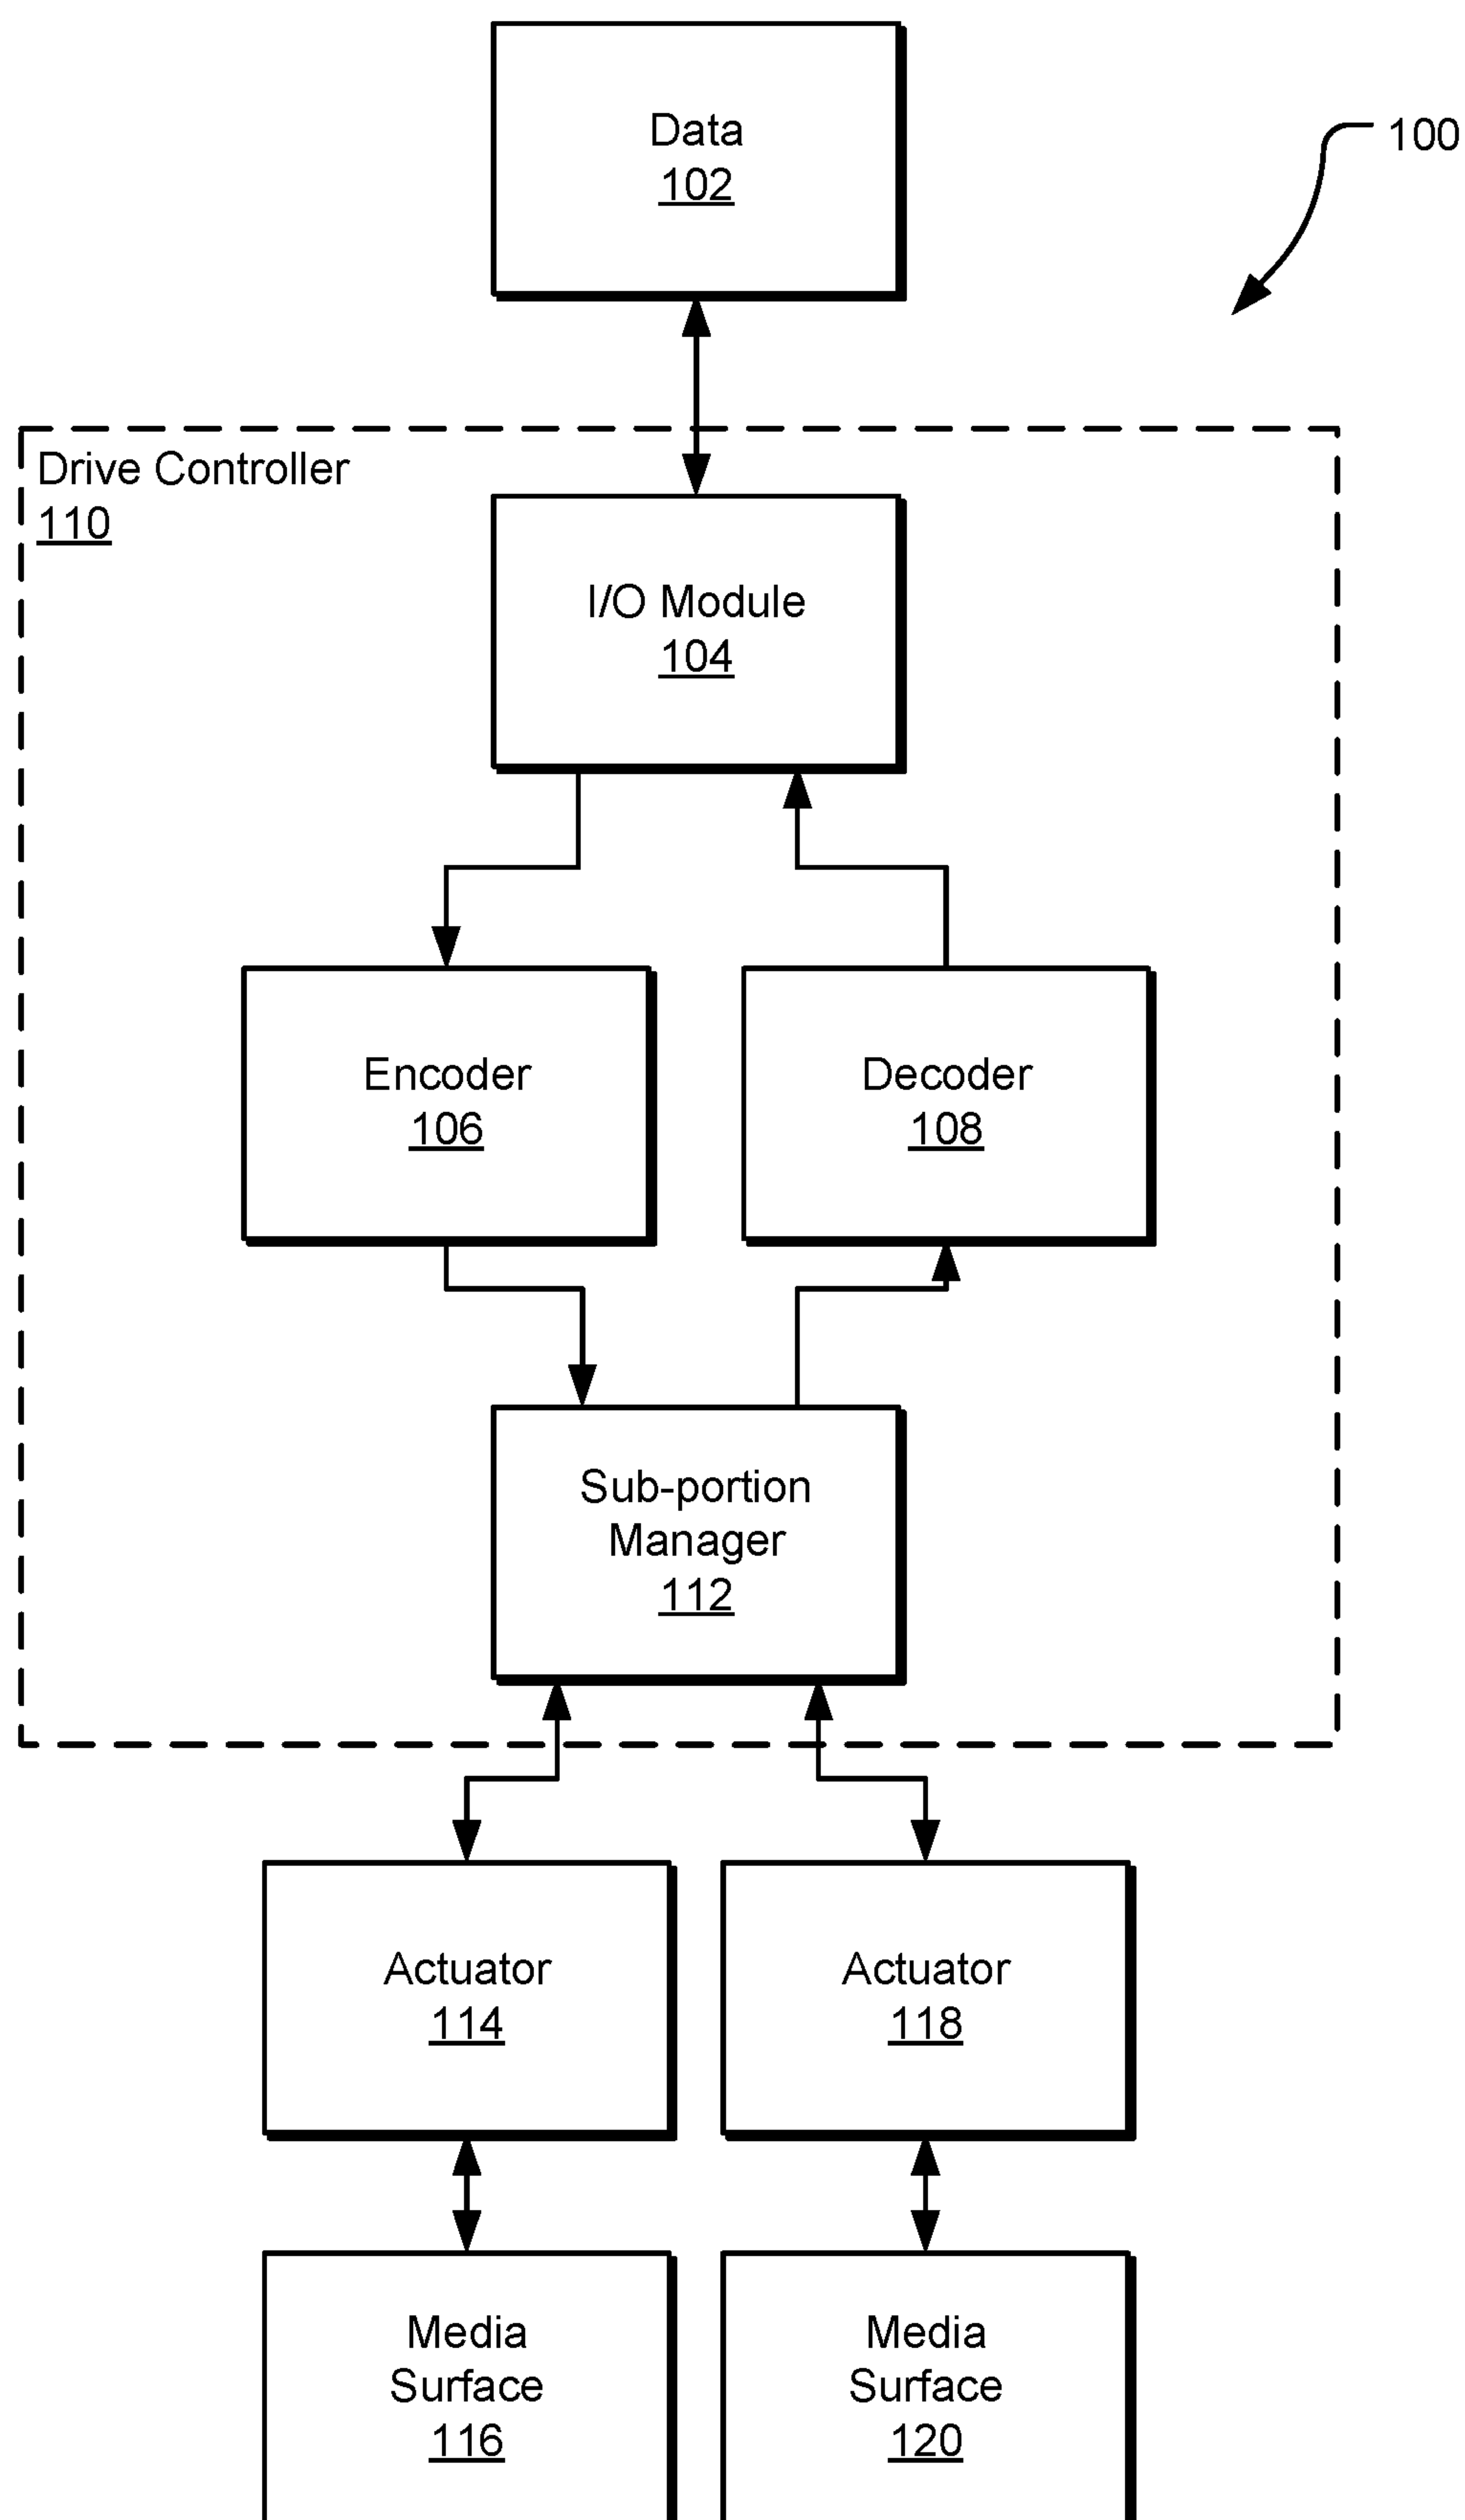 Data
102
100
Drive Controller
110
I/O Module
104
Encoder
106
Decoder
108
Sub-portion
Manager
112
Actuator
114
Actuator
118
Media
Surface
116
Media
Surface
120